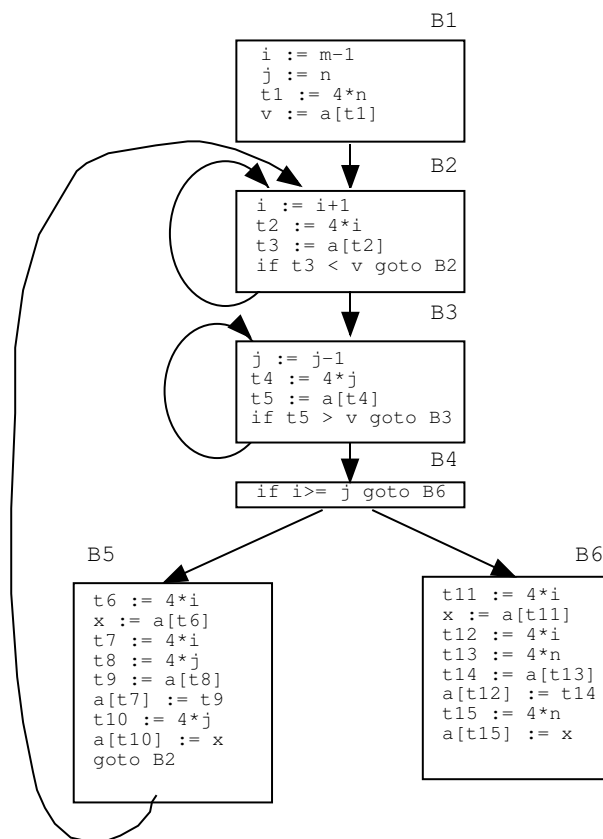 B1
i := m-1
j := n
t1 := 4*n
v := a[t1]
B2
i := i+1
t2 := 4*i
t3 := a[t2]
if t3 < v goto B2
B3
j := j-1
t4 := 4*j
t5 := a[t4]
if t5 > v goto B3
B4
if i>= j goto B6
B5
t6 := 4*i
x := a[t6]
t7 := 4*i
t8 := 4*j
t9 := a[t8]
a[t7] := t9
t10 := 4*j
a[t10] := x
goto B2
B6
t11 := 4*i
x := a[t11]
t12 := 4*i
t13 := 4*n
t14 := a[t13]
a[t12] := t14
t15 := 4*n
a[t15] := x